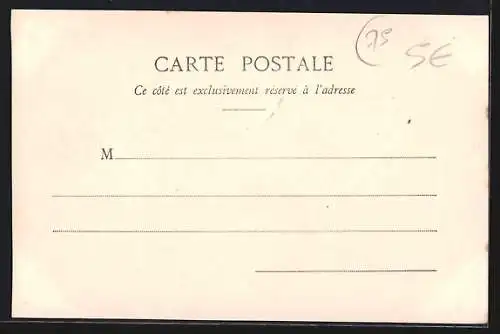 75 5E
CARTE POSTALE
Ce côté est exclusivement réservé à l'adresse
M